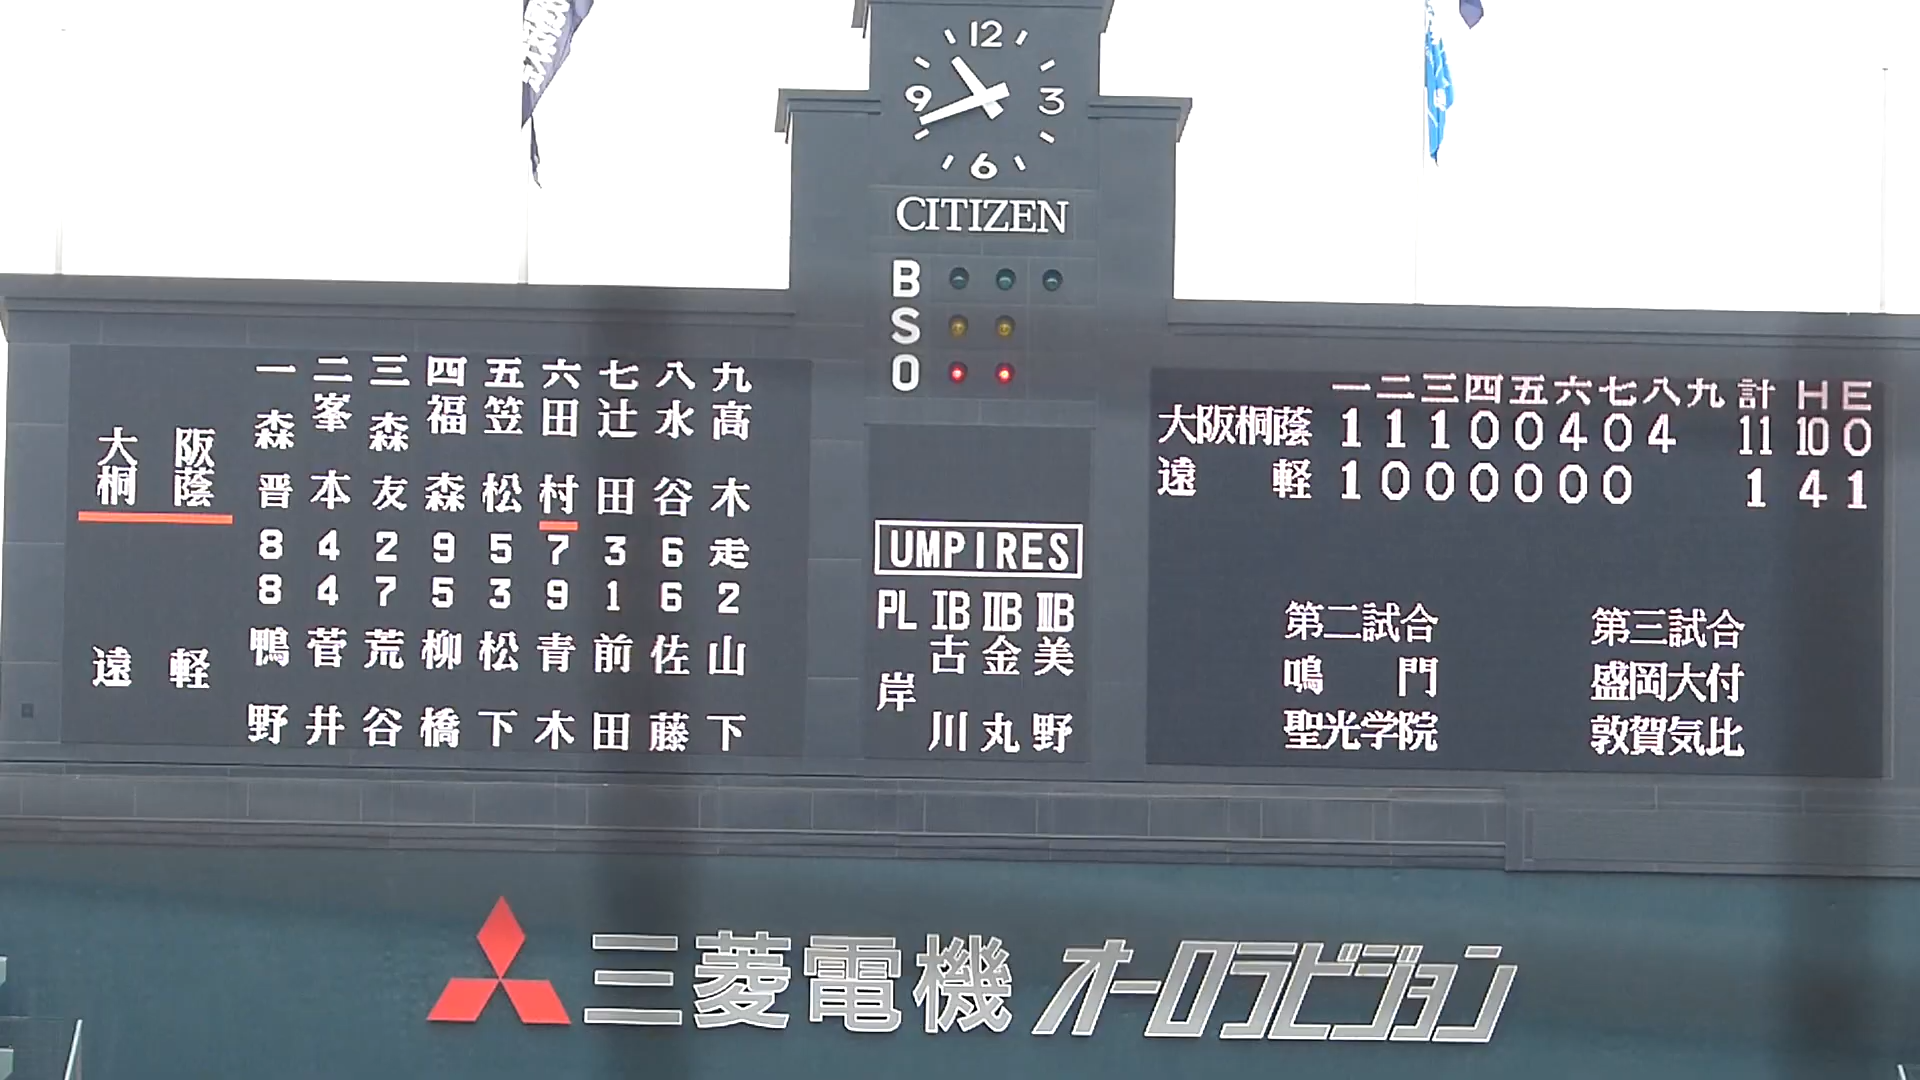 12
9 3
6
CITIZEN
B
S
O
一 二 三 四 五 六 七 八 九
大阪桐蔭 森晋 峯本 森友 福森 笠松 田村 辻田 水谷 高木
8 4 2 9 5 7 3 6 走
8 4 7 5 3 9 1 6 2
遠軽 鴨野 菅井 荒谷 柳橋 松下 青木 前田 佐藤 山下
UMPIRES
PL ⅠB ⅡB ⅢB
岸 古川 金丸 美野
一 二 三 四 五 六 七 八 九 計 H E
大阪桐蔭 1 1 1 0 0 4 0 4 11 10 0
遠軽 1 0 0 0 0 0 0 1 4 1
第二試合 第三試合
鳴門 盛岡大付
聖光学院 敦賀気比
三菱電機 オーロラビジョン